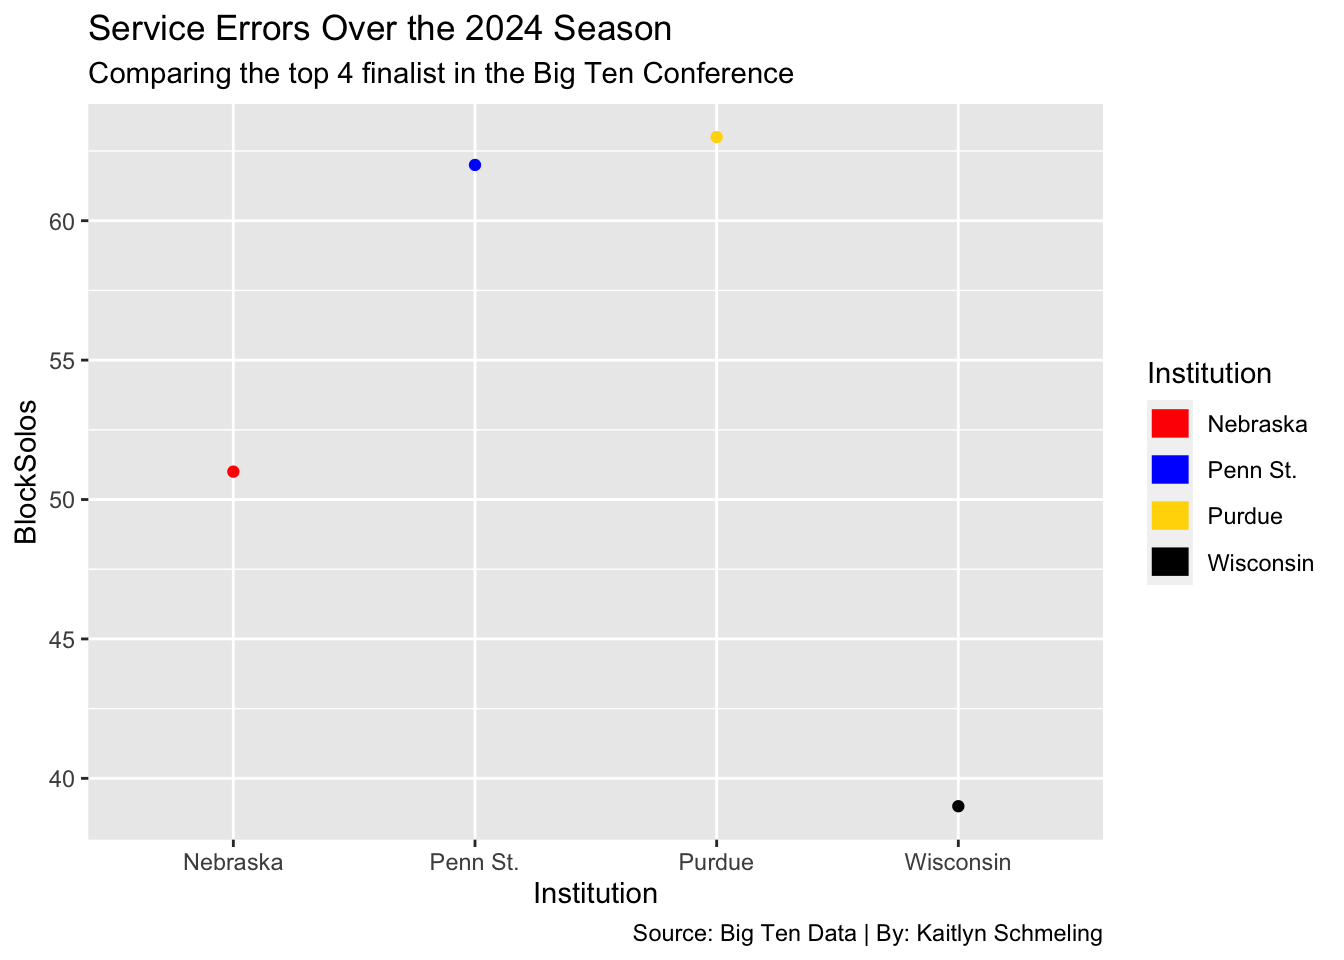 Service Errors Over the 2024 Season
Comparing the top 4 finalist in the Big Ten Conference
60
55
50
45
40
BlockSolos
Nebraska
Penn St.
Purdue
Wisconsin
Institution
Institution
Nebraska
Penn St.
Purdue
Wisconsin
Source: Big Ten Data | By: Kaitlyn Schmeling